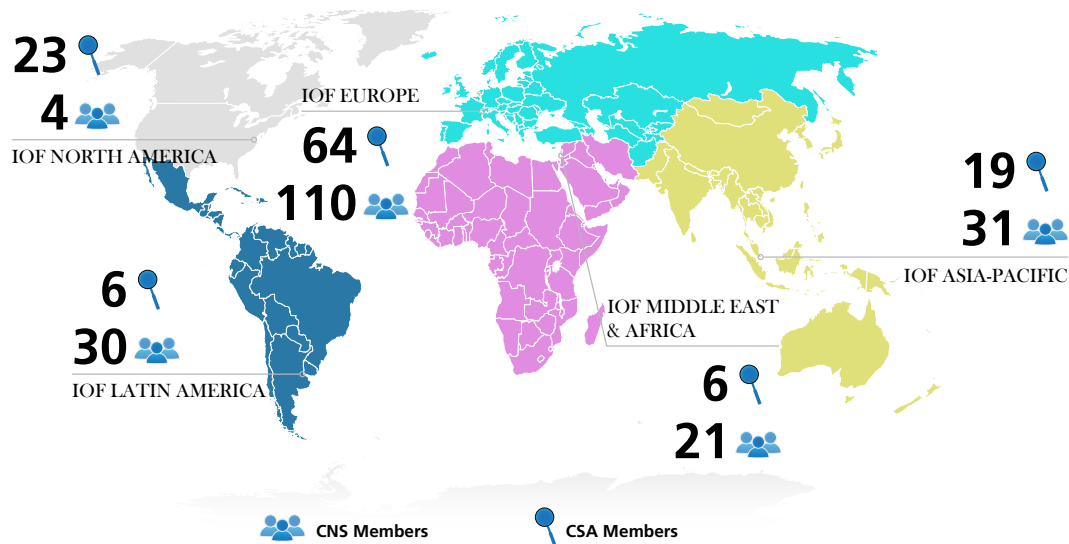 23
4
IOF NORTH AMERICA
IOF EUROPE
64
110
19
31
IOF ASIA-PACIFIC
6
30
IOF LATIN AMERICA
IOF MIDDLE EAST
& AFRICA
6
21
CNS Members
CSA Members